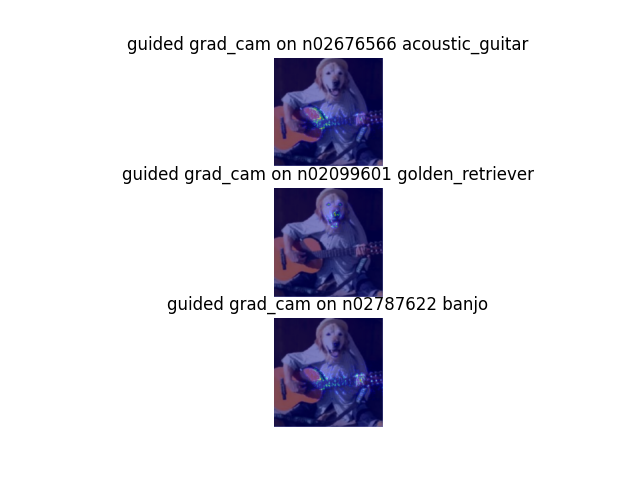 guided grad_cam on n02676566 acoustic_guitar
guided grad_cam on n02099601 golden_retriever
guided grad_cam on n02787622 banjo